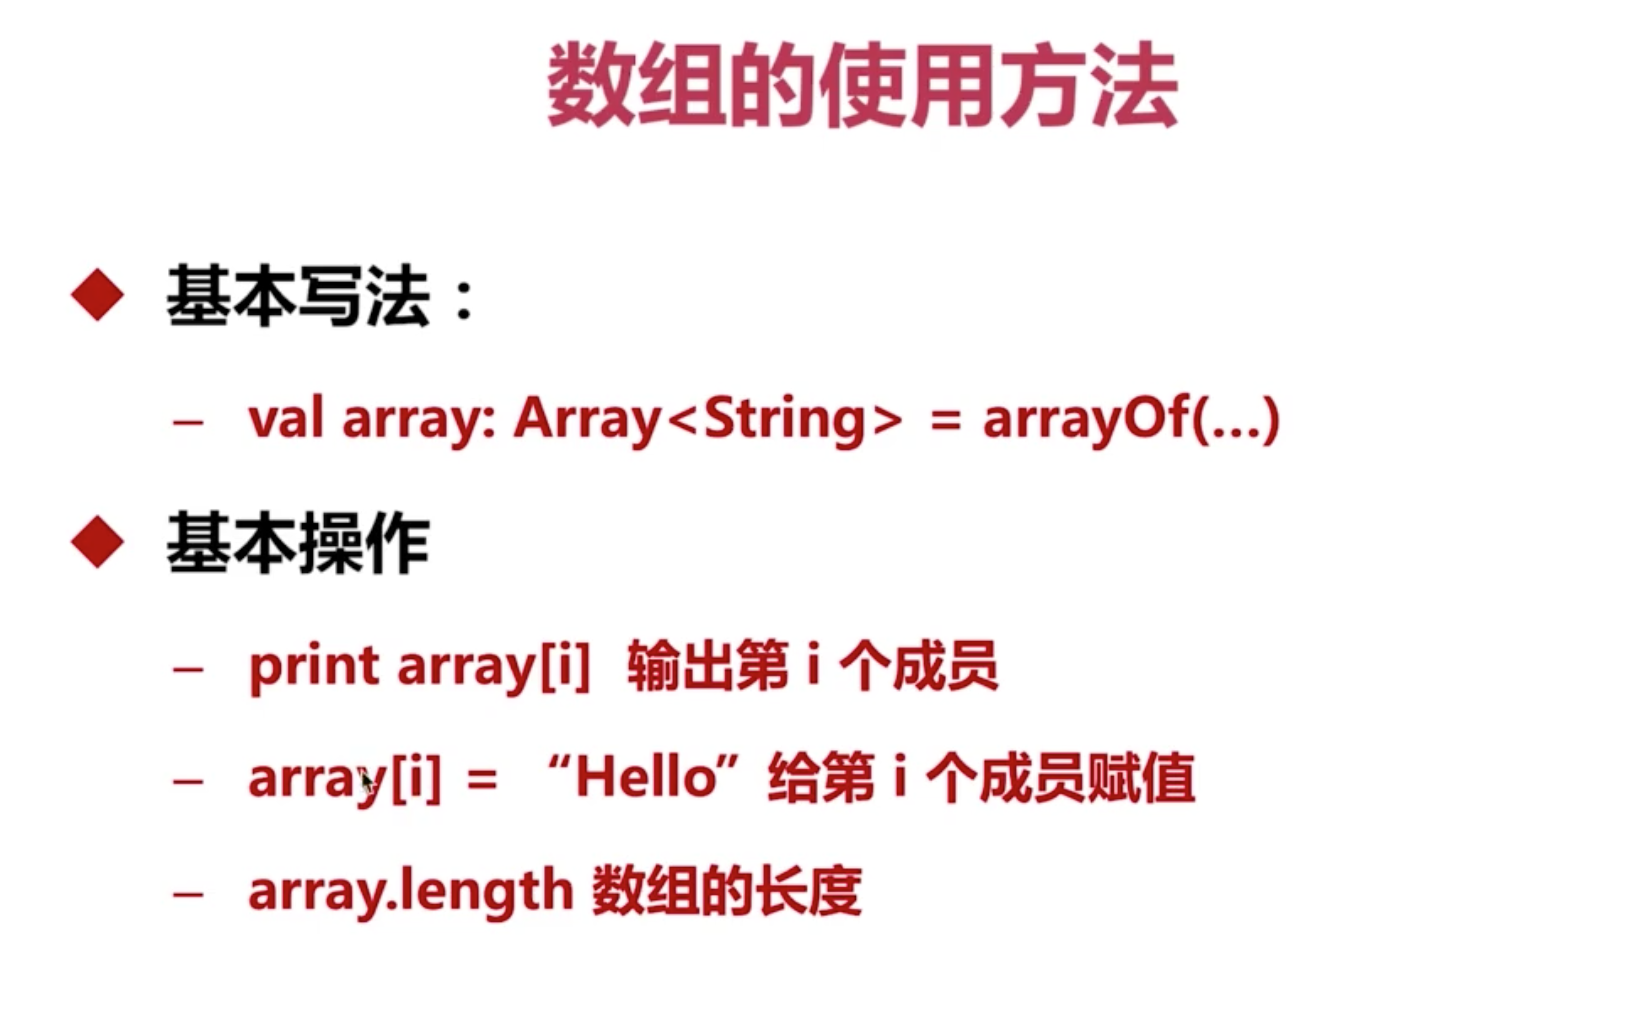 数组的使用方法
◆ 基本写法：
– val array: Array<String> = arrayOf(...)
◆ 基本操作
– print array[i] 输出第 i 个成员
– array[i] = “Hello” 给第 i 个成员赋值
– array.length 数组的长度